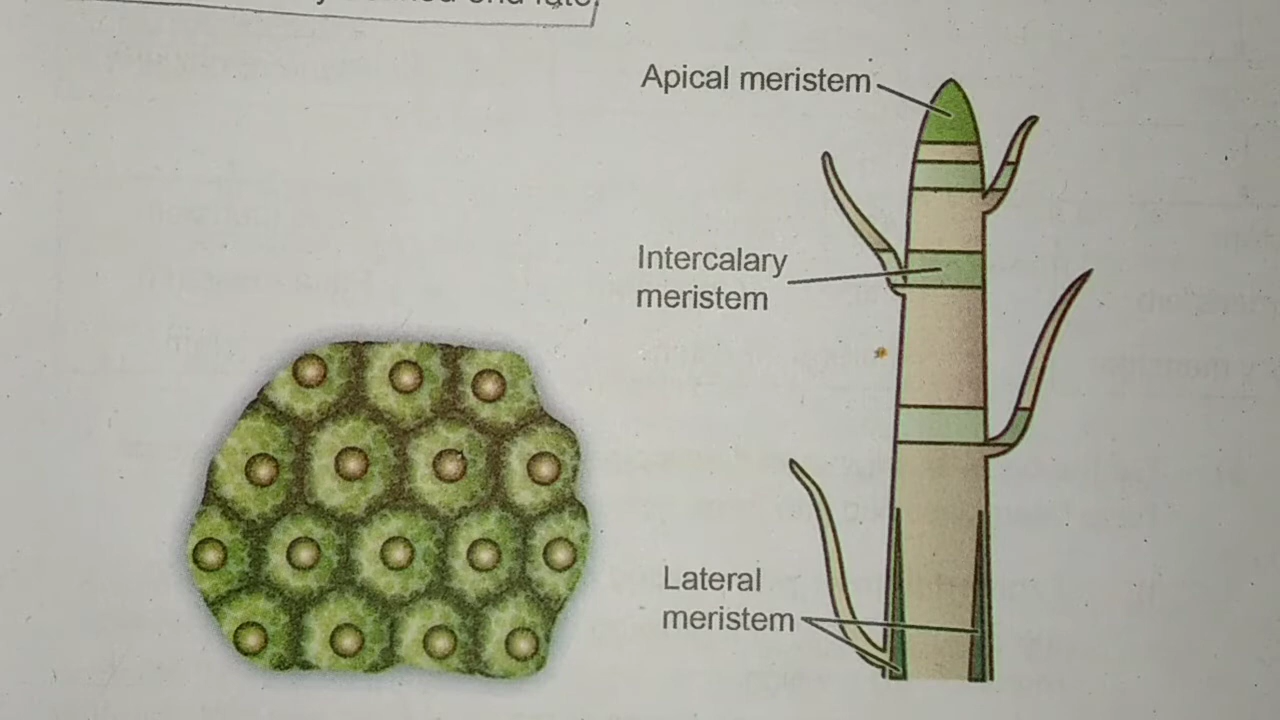 Apical meristem
Intercalary
meristem
Lateral
meristem